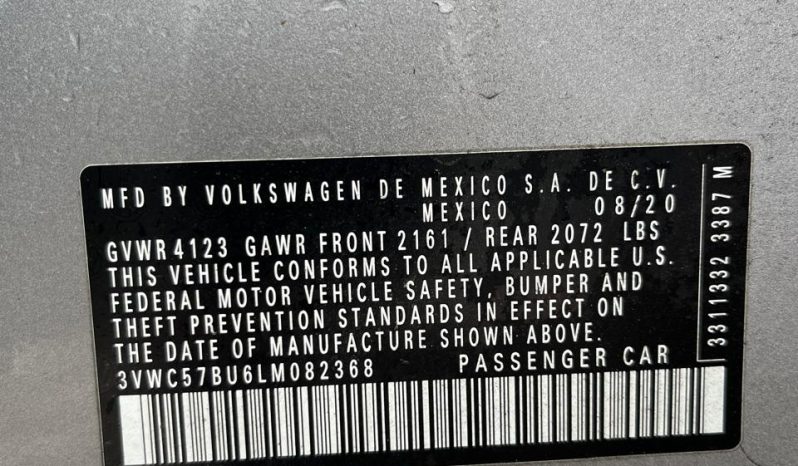 MFD BY VOLKSWAGEN DE MEXICO S.A. DE C.V.
MEXICO 08/20
GVWR 4123 GAWR FRONT 2161 / REAR 2072 LBS
THIS VEHICLE CONFORMS TO ALL APPLICABLE U.S.
FEDERAL MOTOR VEHICLE SAFETY, BUMPER AND
THEFT PREVENTION STANDARDS IN EFFECT ON
THE DATE OF MANUFACTURE SHOWN ABOVE.
3VWC57BU6LM082368 PASSENGER CAR
3311332 3387 M